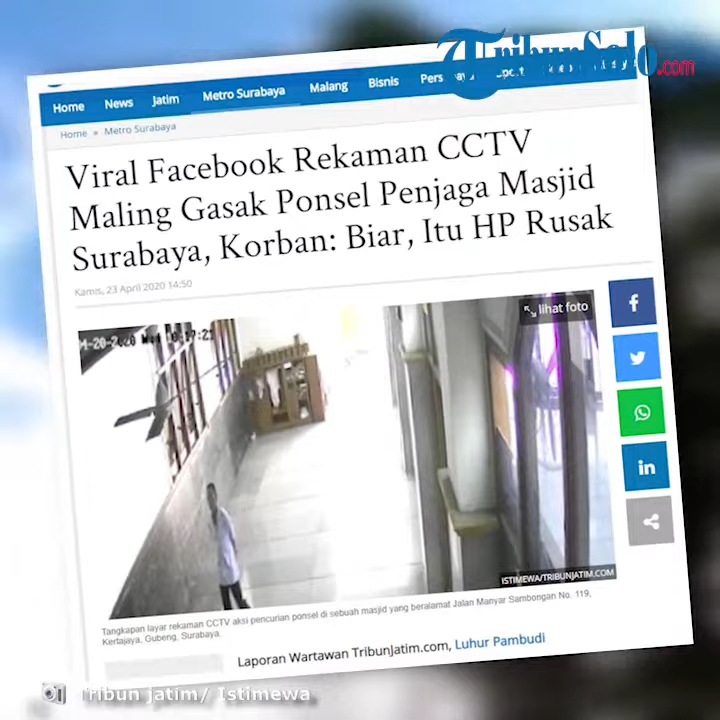 TribunSolo.com
Home News Jatim Metro Surabaya Malang Bisnis
Home » Metro Surabaya
Viral Facebook Rekaman CCTV
Maling Gasak Ponsel Penjaga Masjid
Surabaya, Korban: Biar, Itu HP Rusak
Kamis, 23 April 2020 14:50
lihat foto
ISTIMEWA/TRIBUNJATIM.COM
Tangkapan layar rekaman CCTV aksi pencurian ponsel di sebuah masjid yang beralamat Jalan Manyar Sambongan No. 119,
Kertajaya, Gubeng, Surabaya.
Laporan Wartawan TribunJatim.com, Luhur Pambudi
Tribun jatim/ Istimewa